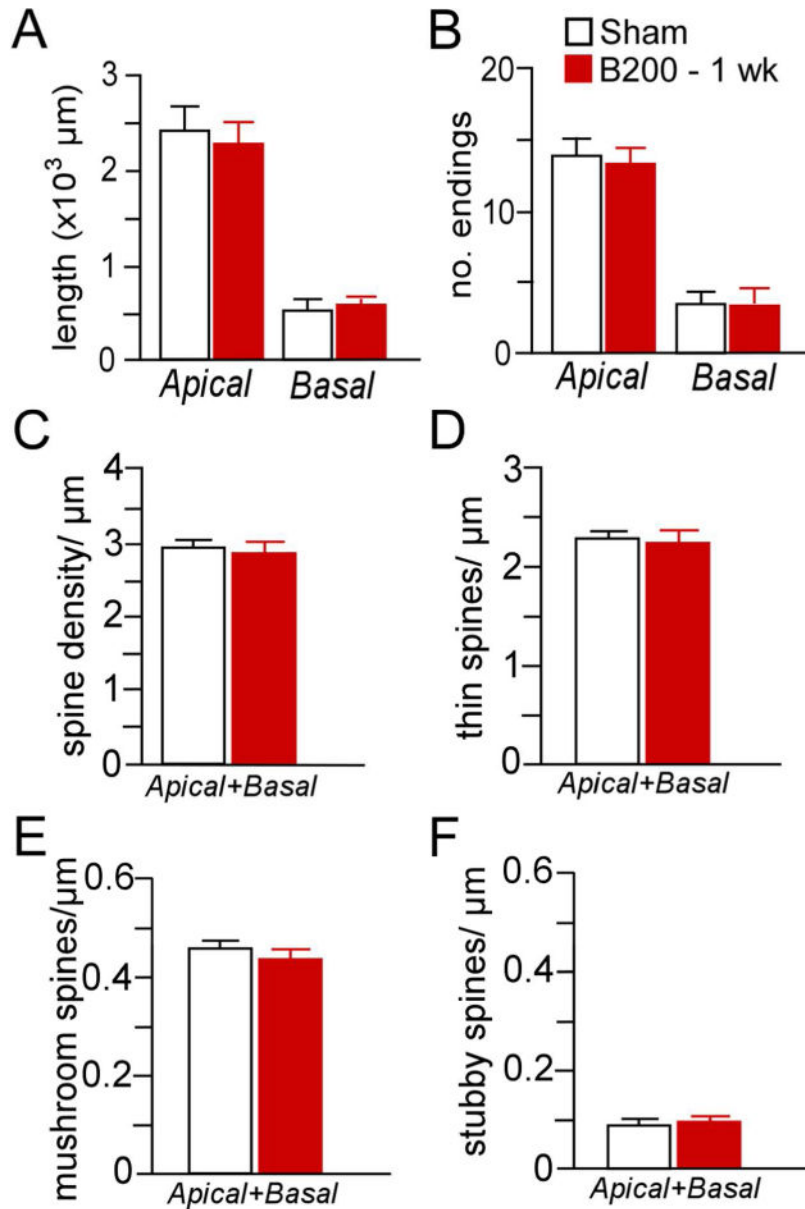 A
B
Sham
B200 - 1 wk
length (x10³ µm)
3
2
1
0
Apical
Basal
no. endings
20
10
0
Apical
Basal
C
D
spine density/ µm
4
3
2
1
0
Apical+Basal
thin spines/ µm
3
2
1
0
Apical+Basal
E
F
mushroom spines/µm
0.6
0.4
0.2
0
Apical+Basal
stubby spines/ µm
0.6
0.4
0.2
0
Apical+Basal